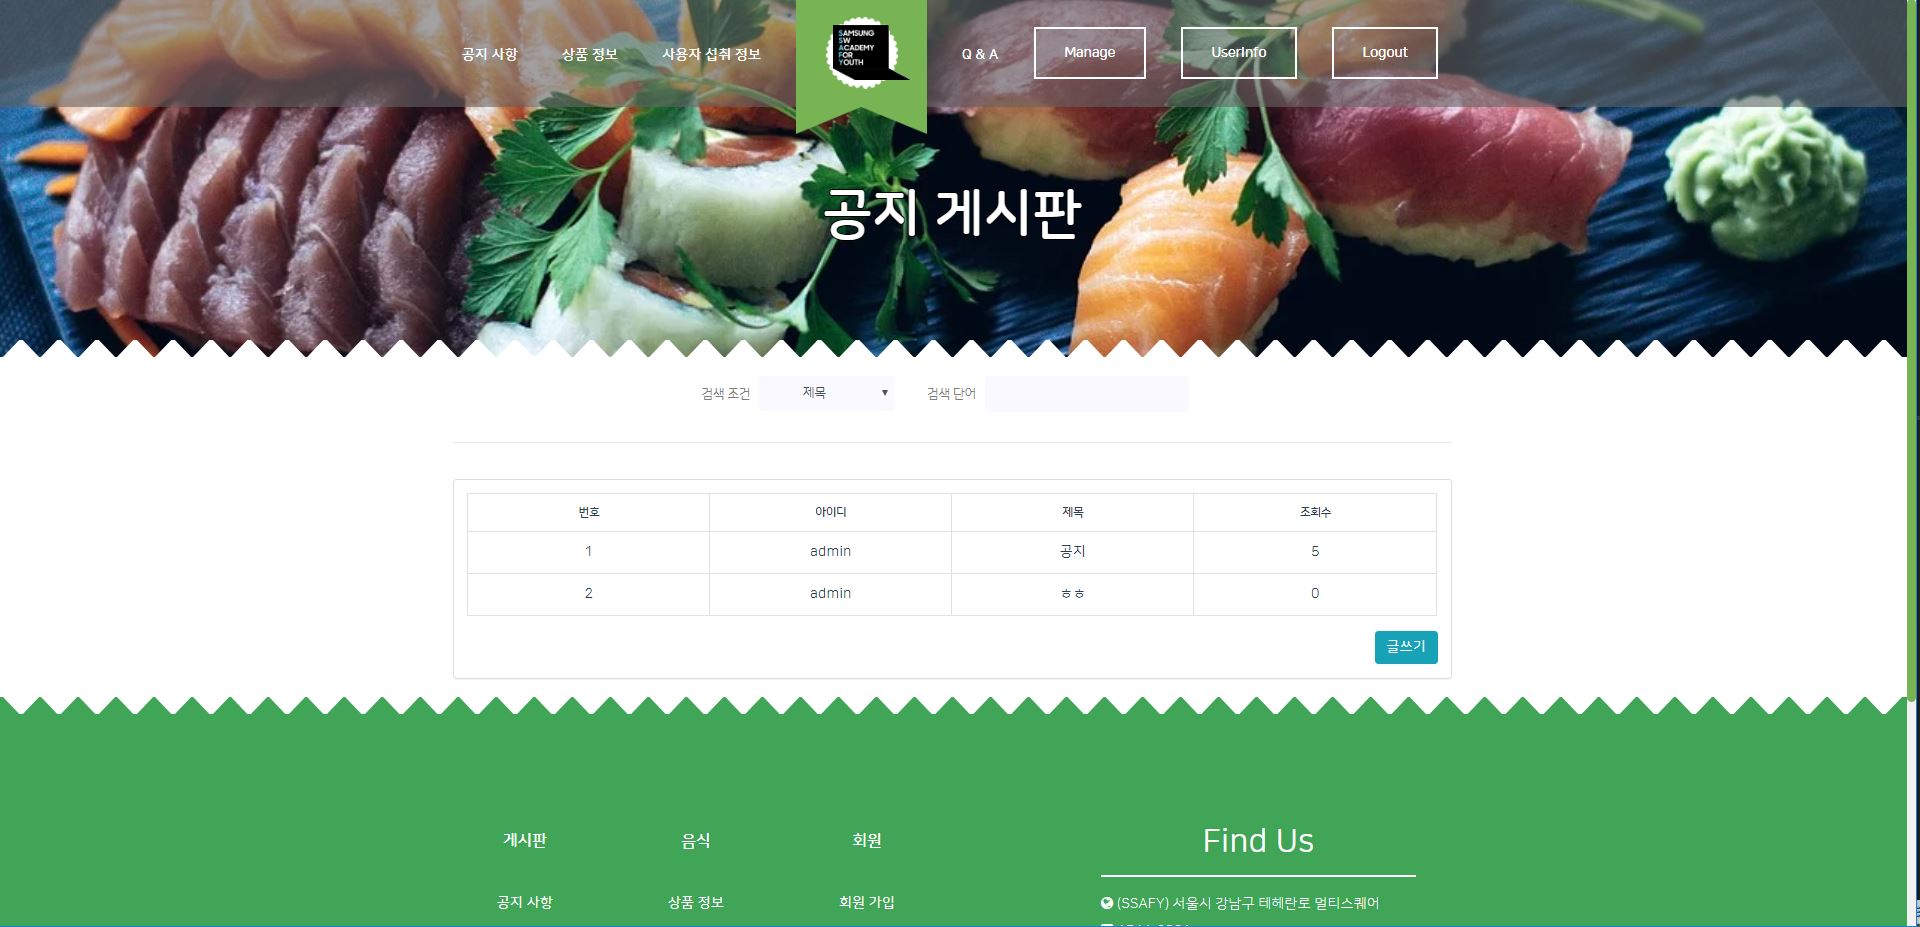 공지 사항 상품 정보 사용자 섭취 정보
SAMSUNG
SW
ACADEMY
FOR
YOUTH
Q & A Manage UserInfo Logout
공지 게시판
검색 조건 제목 검색 단어
번호 아이디 제목 조회수
1 admin 공지 5
2 admin ㅎㅎ 0
글쓰기
게시판 음식 회원 Find Us
공지 사항 상품 정보 회원 가입 (SSAFY) 서울시 강남구 테헤란로 멀티스퀘어